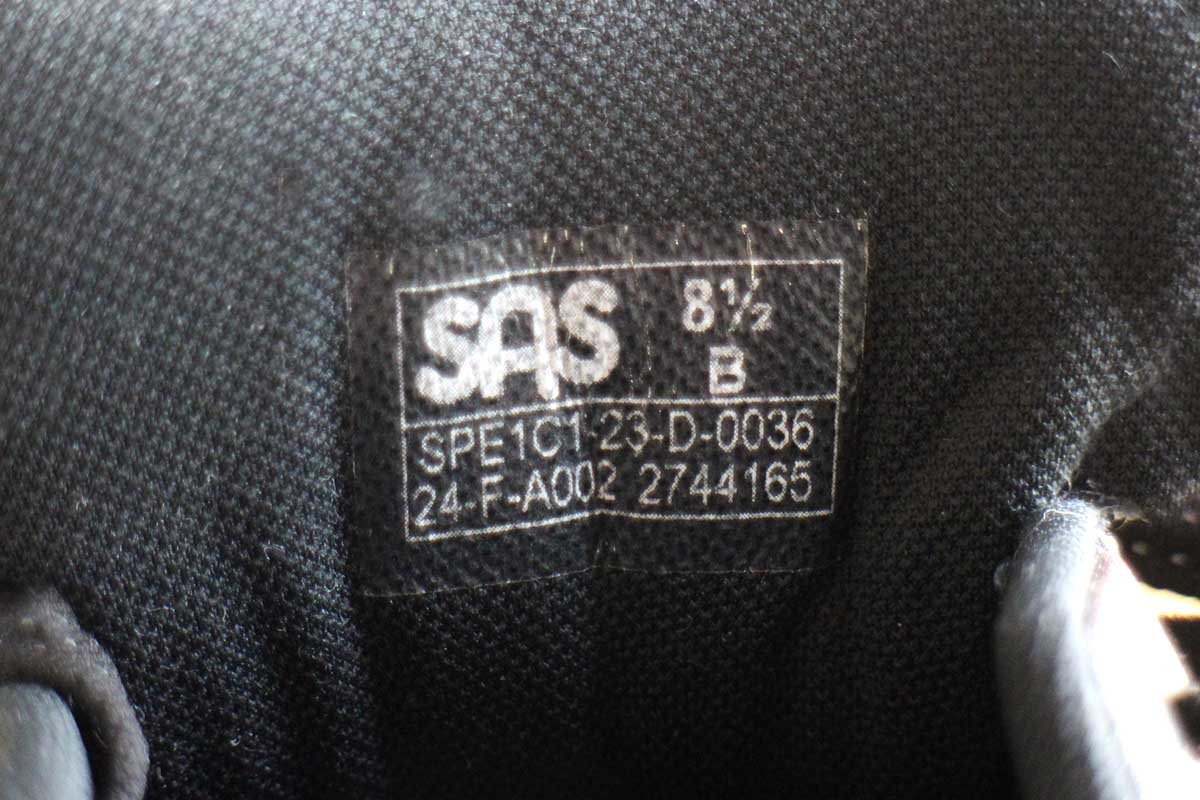 SAS 8½
B
SPE1C1-23-D-0036
24-F-A002 2744165